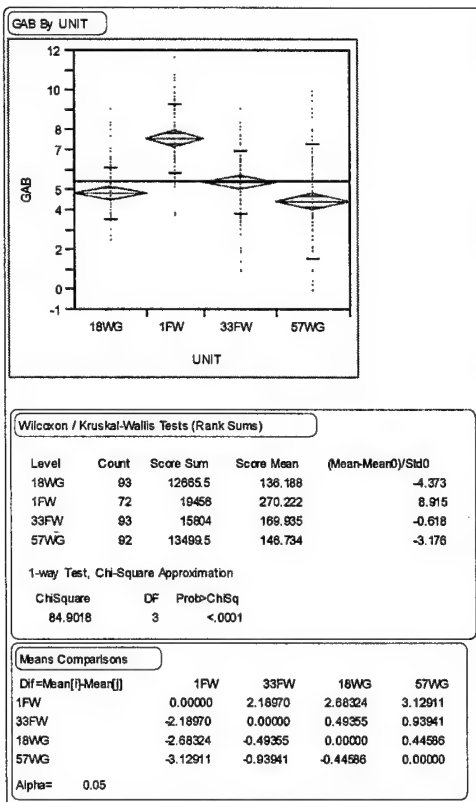 GAB By UNIT
12
11
9
8
7
6
5
4
2
1
0
-1
GAB
18WG 1FW 33FW 57WG
UNIT
Wilcoxon / Kruskal-Wallis Tests (Rank Sums)
Level Count Score Sum Score Mean (Mean-Mean0)/Std0
18WG 93 12665.5 136.188 -4.373
1FW 72 19456 270.222 8.915
33FW 93 15804 169.935 -0.618
57WG 92 13499.5 146.734 -3.176
1-way Test, Chi-Square Approximation
ChiSquare DF Prob>ChiSq
84.9018 3 <.0001
Means Comparisons
Dif=Mean[i]-Mean[j] 1FW 33FW 18WG 57WG
1FW 0.00000 2.18970 2.68324 3.12911
33FW -2.18970 0.00000 0.49355 0.93941
18WG -2.68324 -0.49355 0.00000 0.44586
57WG -3.12911 -0.93941 -0.44586 0.00000
Alpha= 0.05